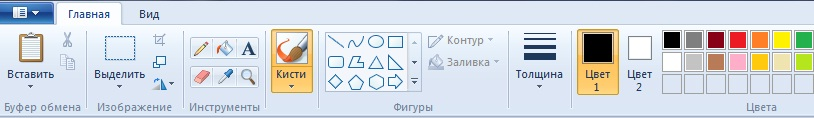 Главная Вид
Вставить Выделить A Кисти Контур Заливка Толщина Цвет 1 Цвет 2
Буфер обмена Изображение Инструменты Фигуры Цвета